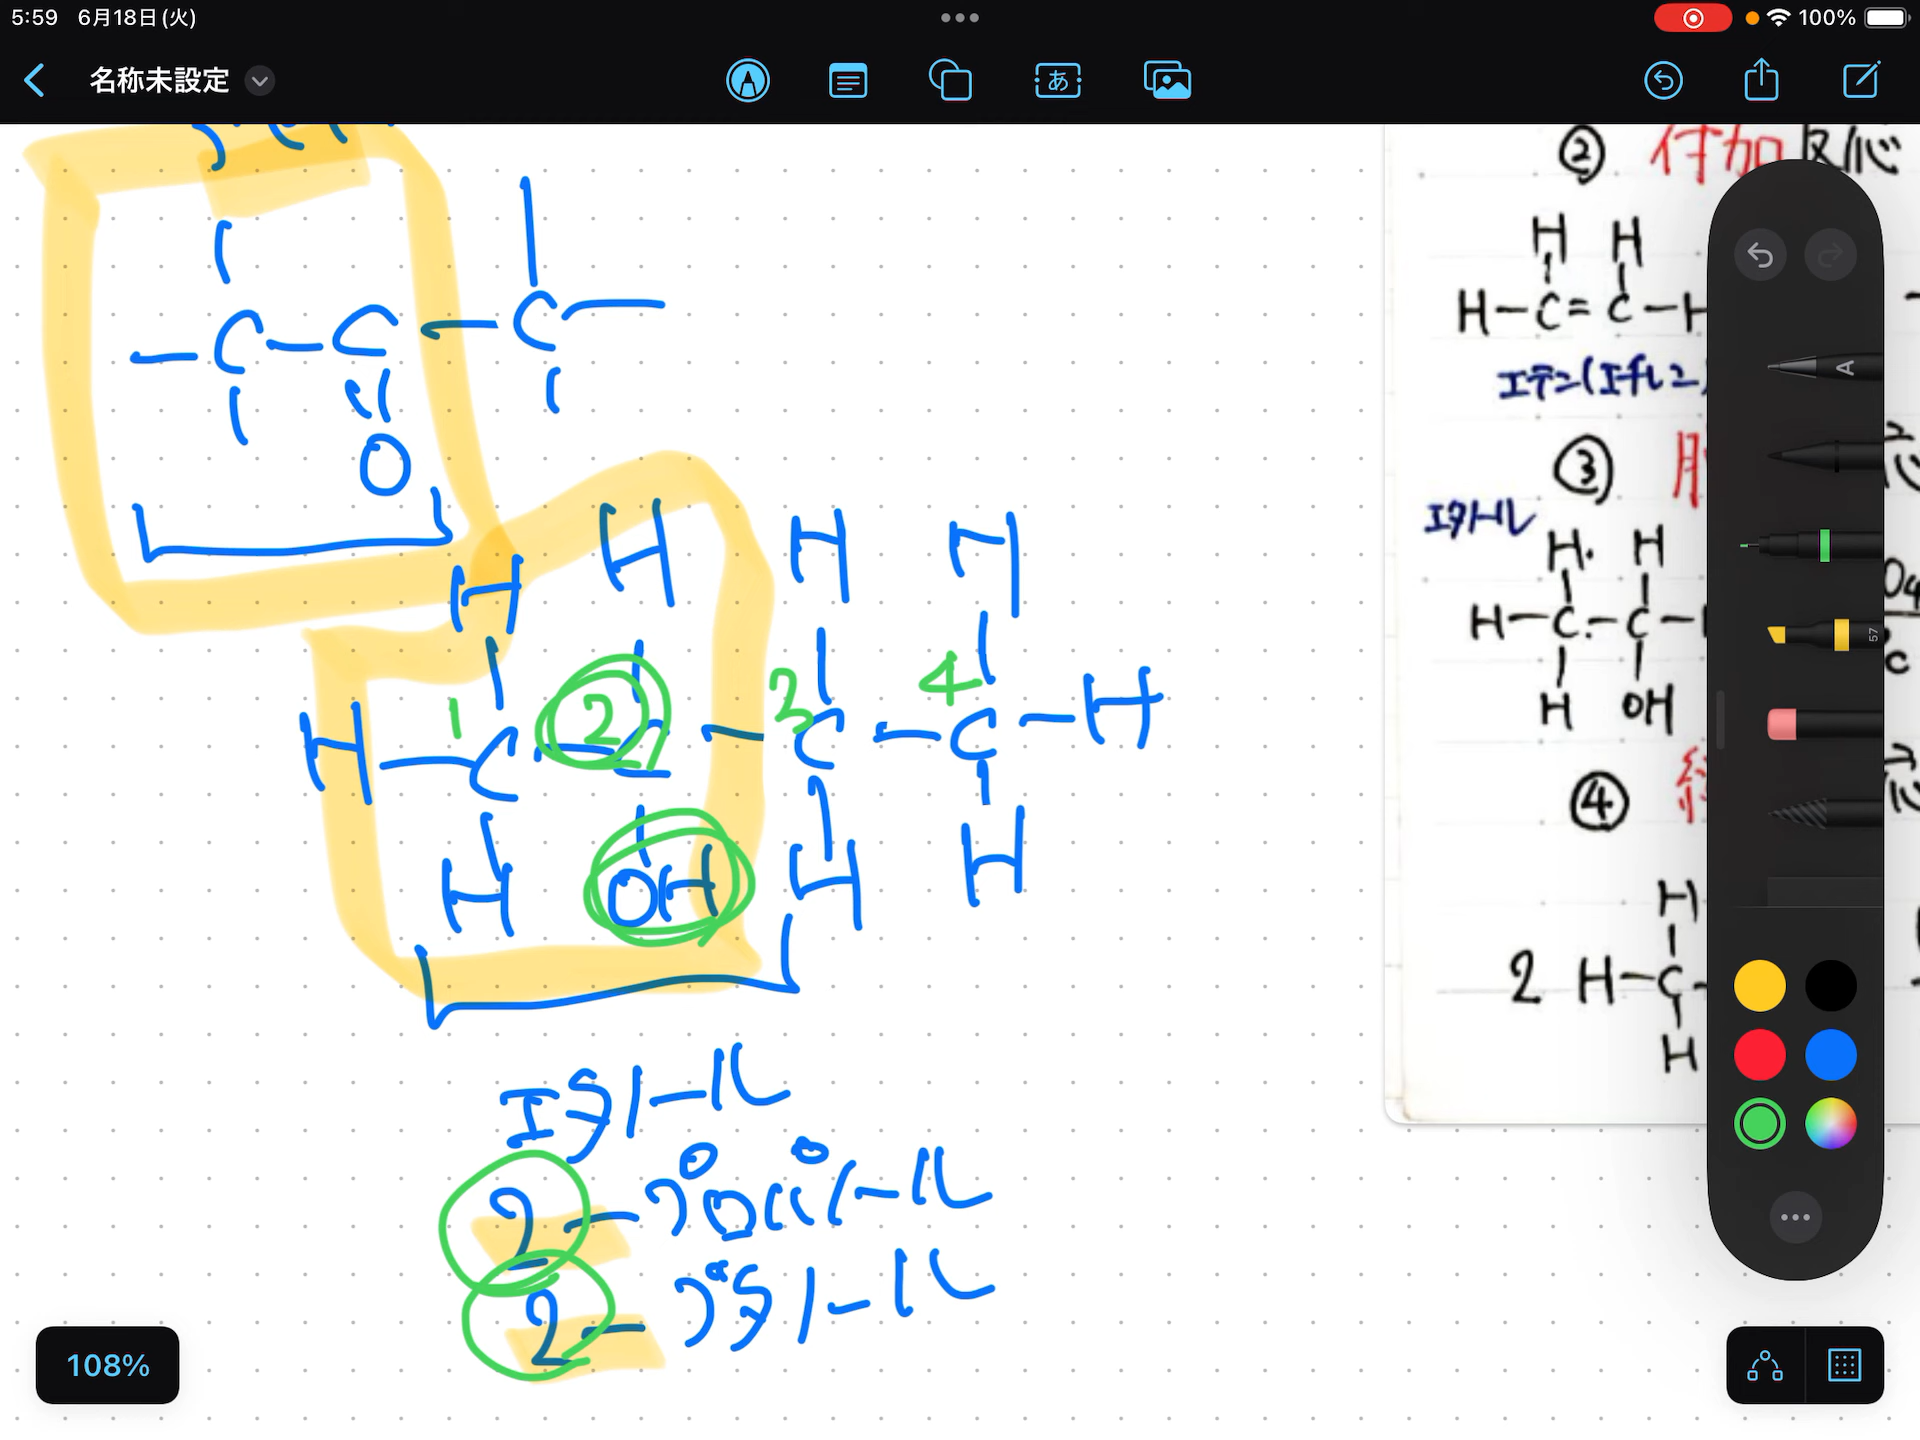 5:59 6月18日(火)
100%
名称未設定
あ
H H H H
1 2 3 4
C-C-C
O
H-C-C-C-C-H
H OH H H
エタノール
2-プロパノール
2-ブタノール
② 付加反応
H H
H-C=C-H
エテン(エチレン)
③
エタノール
H H
H-C-C-
H OH
④
H
2 H-C-
H
A
57
108%